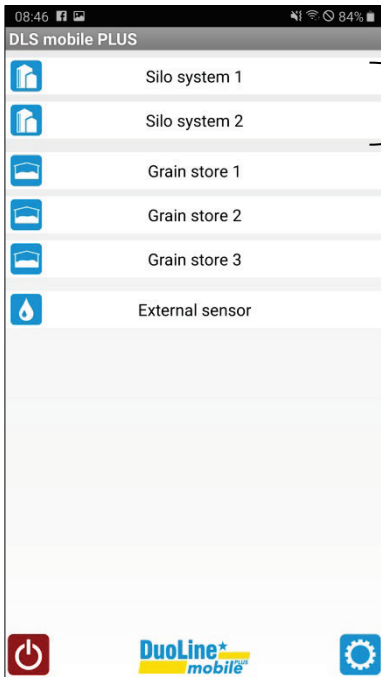 08:46 84%
DLS mobile PLUS
Silo system 1
Silo system 2
Grain store 1
Grain store 2
Grain store 3
External sensor
DuoLine
mobile PLUS